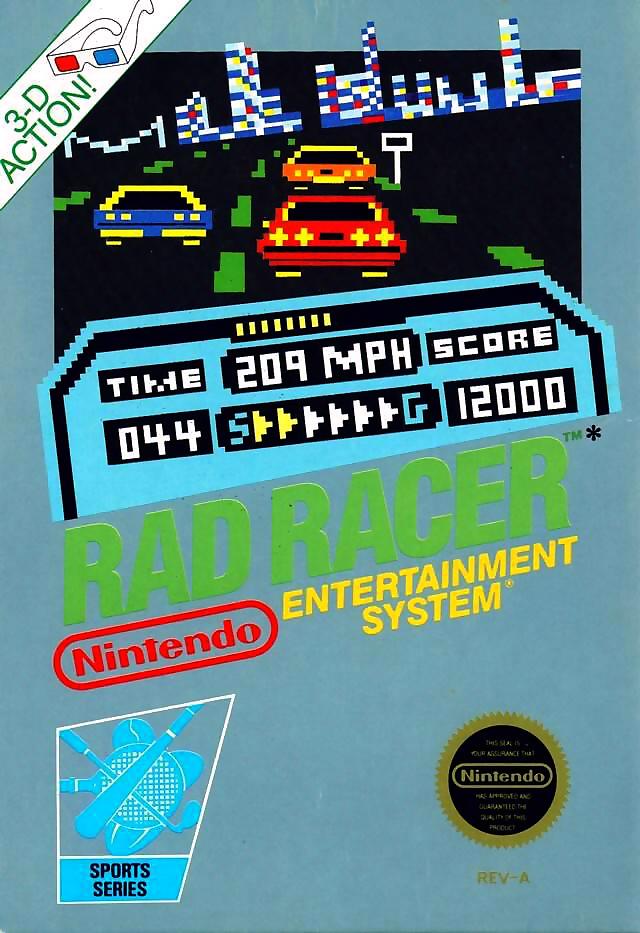 3-D
ACTION!
TIME
209 MPH
SCORE
044
S
G
12000
RAD RACER™*
Nintendo
ENTERTAINMENT
SYSTEM®
SPORTS
SERIES
THIS SEAL IS
YOUR ASSURANCE THAT
Nintendo
HAS APPROVED AND
GUARANTEED THE
QUALITY OF THIS
PRODUCT.
REV-A